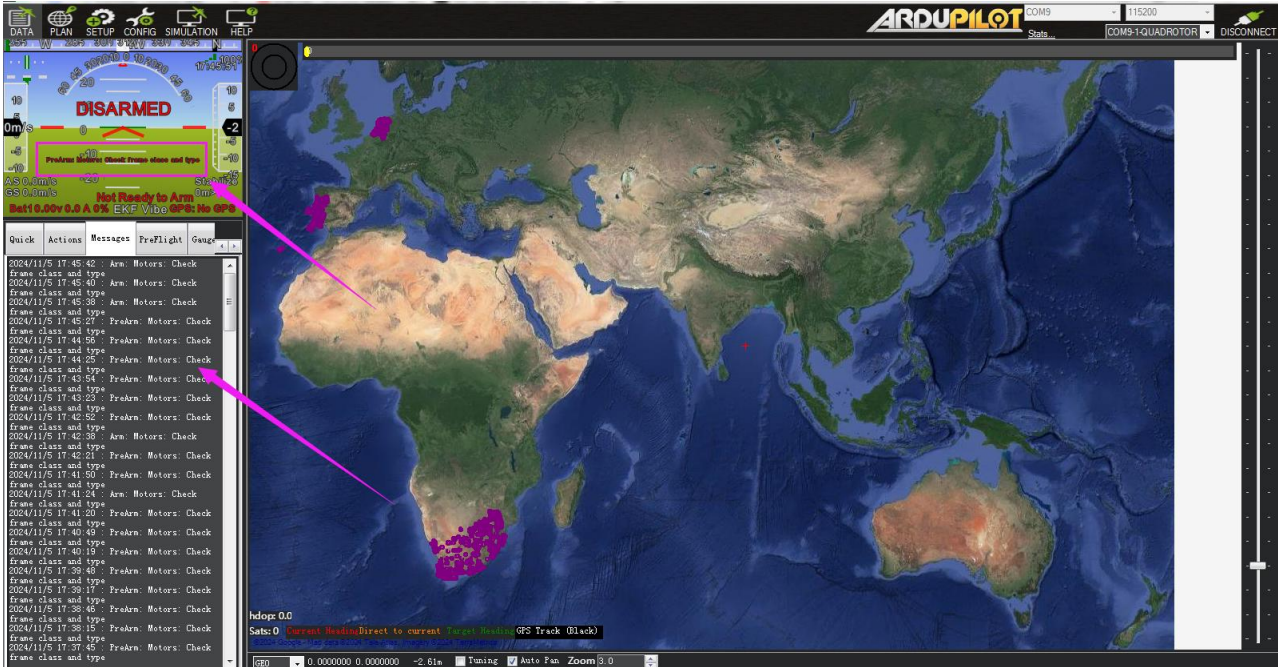 DATA PLAN SETUP CONFIG SIMULATION HELP
ARDUPILOT
COM9 115200
Stats...
COM9-1-QUADROTOR DISCONNECT
DISARMED
0m/s
-2
PreArm: Motors: Check frame class and type
AS 0.0m/s
Stabilize
GS 0.0m/s
Not Ready to Arm
Bat1 0.00v 0.0 A 0% EKF Vibe GPS: No GPS
Quick Actions Messages PreFlight Gauge
2024/11/5 17:45:42 : Arm: Motors: Check
frame class and type
2024/11/5 17:45:40 : Arm: Motors: Check
frame class and type
2024/11/5 17:45:38 : Arm: Motors: Check
frame class and type
2024/11/5 17:45:27 : PreArm: Motors: Check
frame class and type
2024/11/5 17:44:56 : PreArm: Motors: Check
frame class and type
2024/11/5 17:44:25 : PreArm: Motors: Check
frame class and type
2024/11/5 17:43:54 : PreArm: Motors: Check
frame class and type
2024/11/5 17:43:23 : PreArm: Motors: Check
frame class and type
2024/11/5 17:42:52 : PreArm: Motors: Check
frame class and type
2024/11/5 17:42:38 : Arm: Motors: Check
frame class and type
2024/11/5 17:42:21 : PreArm: Motors: Check
frame class and type
2024/11/5 17:41:50 : PreArm: Motors: Check
frame class and type
2024/11/5 17:41:24 : Arm: Motors: Check
frame class and type
2024/11/5 17:41:20 : PreArm: Motors: Check
frame class and type
2024/11/5 17:40:49 : PreArm: Motors: Check
frame class and type
2024/11/5 17:40:19 : PreArm: Motors: Check
frame class and type
2024/11/5 17:39:48 : PreArm: Motors: Check
frame class and type
2024/11/5 17:39:17 : PreArm: Motors: Check
frame class and type
2024/11/5 17:38:46 : PreArm: Motors: Check
frame class and type
2024/11/5 17:38:15 : PreArm: Motors: Check
frame class and type
2024/11/5 17:37:45 : PreArm: Motors: Check
frame class and type
hdop: 0.0
Sats: 0 Current Heading Direct to current Target Heading GPS Track (Black)
GEO 0.0000000 0.0000000 -2.61m Tuning Auto Pan Zoom 3.0